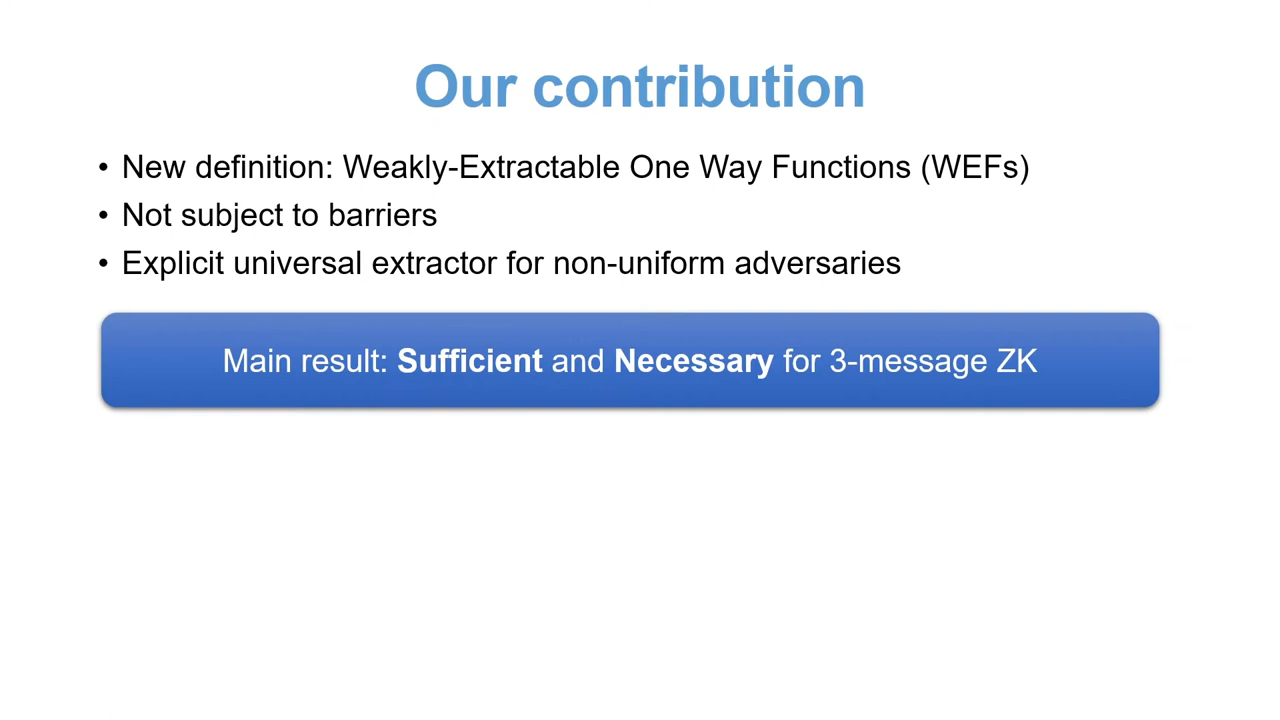 Our contribution
• New definition: Weakly-Extractable One Way Functions (WEFs)
• Not subject to barriers
• Explicit universal extractor for non-uniform adversaries
Main result: Sufficient and Necessary for 3-message ZK